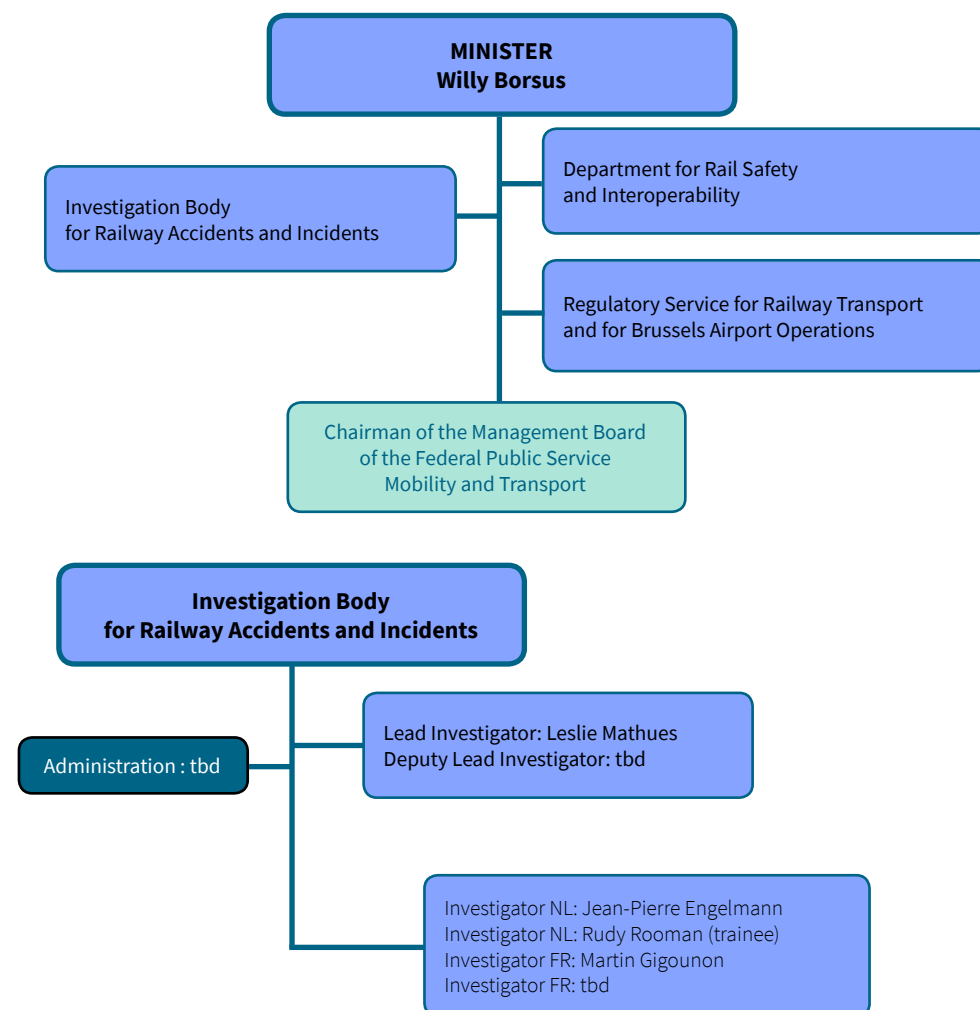 MINISTER
Willy Borsus
Department for Rail Safety
and Interoperability
Investigation Body
for Railway Accidents and Incidents
Regulatory Service for Railway Transport
and for Brussels Airport Operations
Chairman of the Management Board
of the Federal Public Service
Mobility and Transport
Investigation Body
for Railway Accidents and Incidents
Lead Investigator: Leslie Mathues
Deputy Lead Investigator: tbd
Administration : tbd
Investigator NL: Jean-Pierre Engelmann
Investigator NL: Rudy Rooman (trainee)
Investigator FR: Martin Gigounon
Investigator FR: tbd